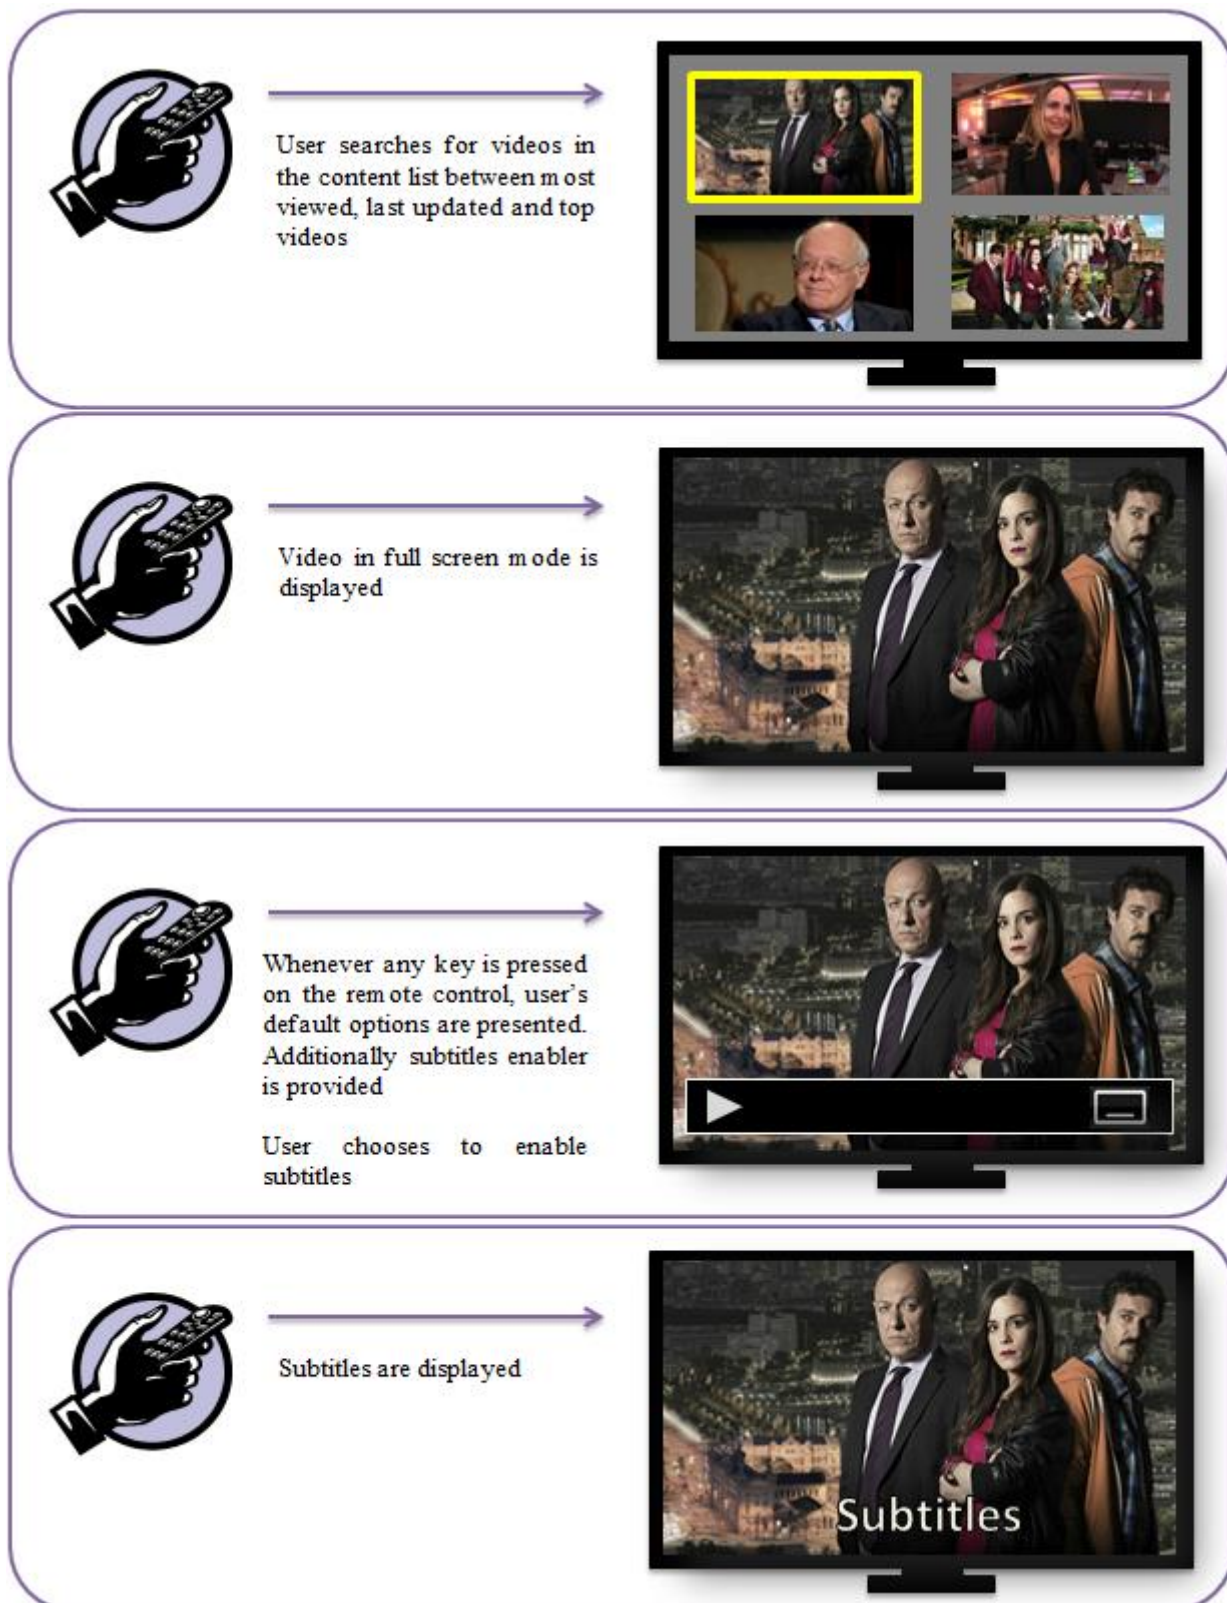 User searches for videos in
the content list between most
viewed, last updated and top
videos
Video in full screen mode is
displayed
Whenever any key is pressed
on the remote control, user’s
default options are presented.
Additionally subtitles enabler
is provided
User chooses to enable
subtitles
Subtitles are displayed
Subtitles